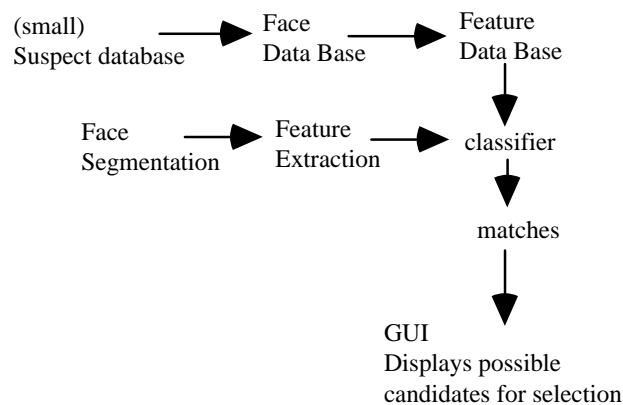 (small)
Suspect database
Face
Data Base
Feature
Data Base
Face
Segmentation
Feature
Extraction
classifier
matches
GUI
Displays possible
candidates for selection